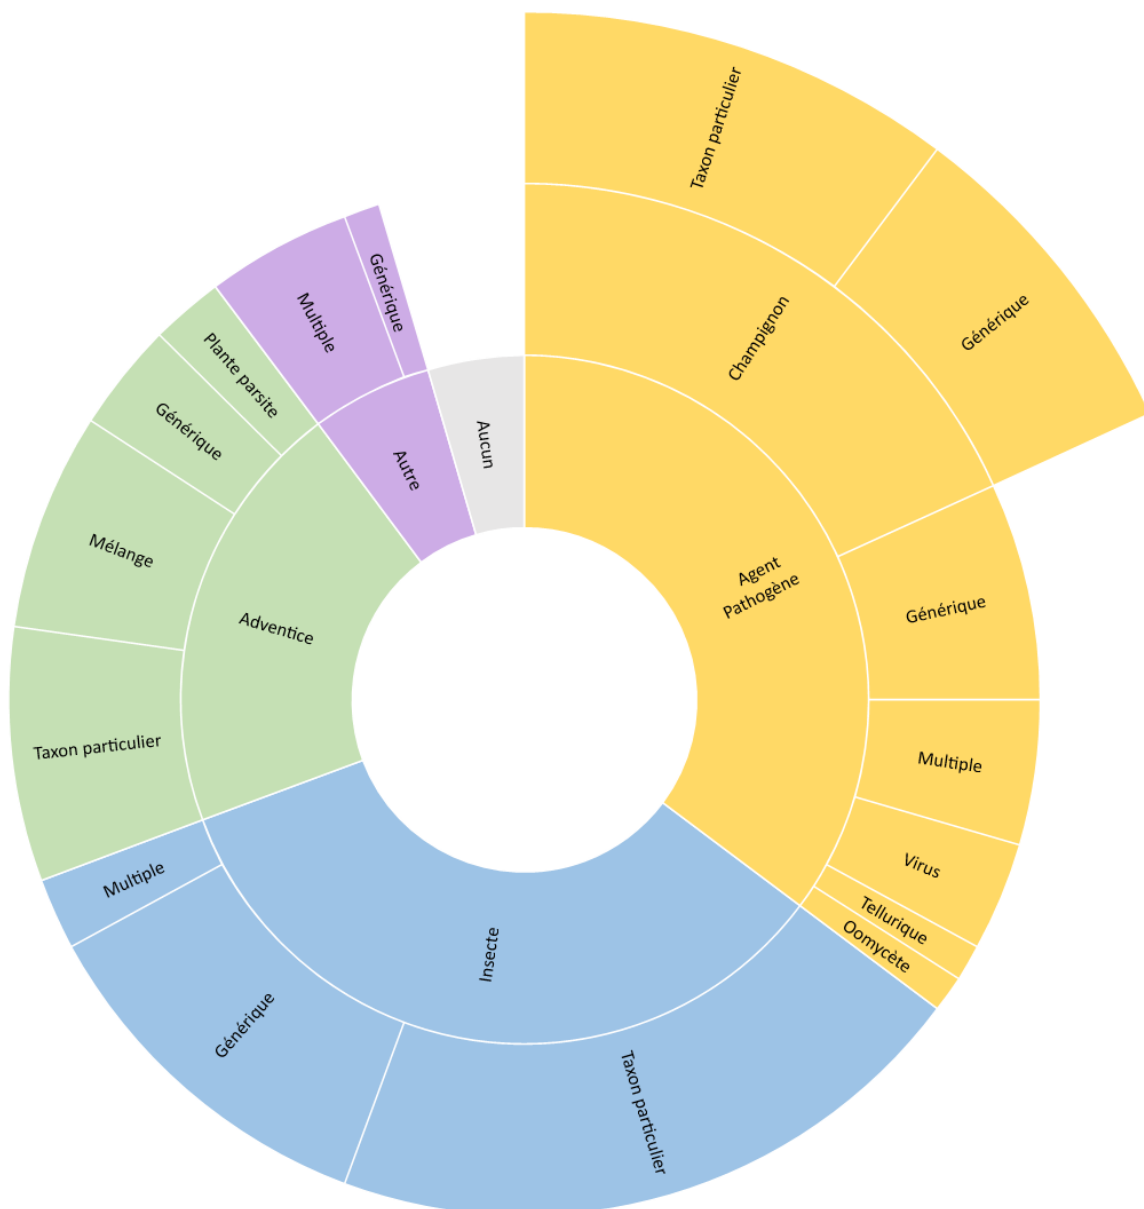 Taxon particulier
Générique
Champignon
Agent
Pathogène
Générique
Multiple
Virus
Tellurique
Oomycète
Insecte
Taxon particulier
Générique
Multiple
Adventice
Taxon particulier
Mélange
Générique
Plante parsite
Autre
Multiple
Générique
Aucun